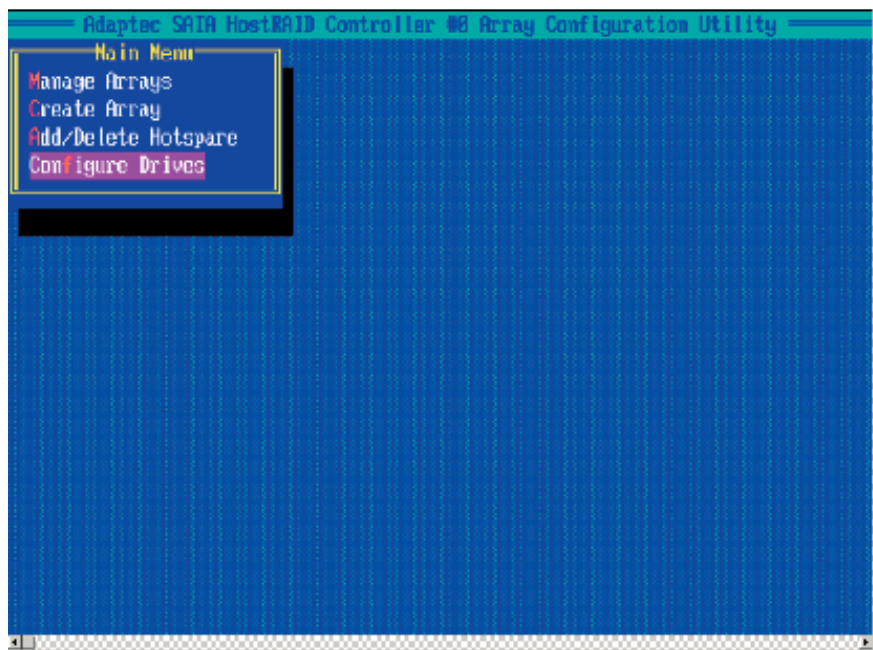 Adaptec SATA HostRAID Controller #0 Array Configuration Utility
Main Menu
Manage Arrays
Create Array
Add/Delete Hotspare
Configure Drives